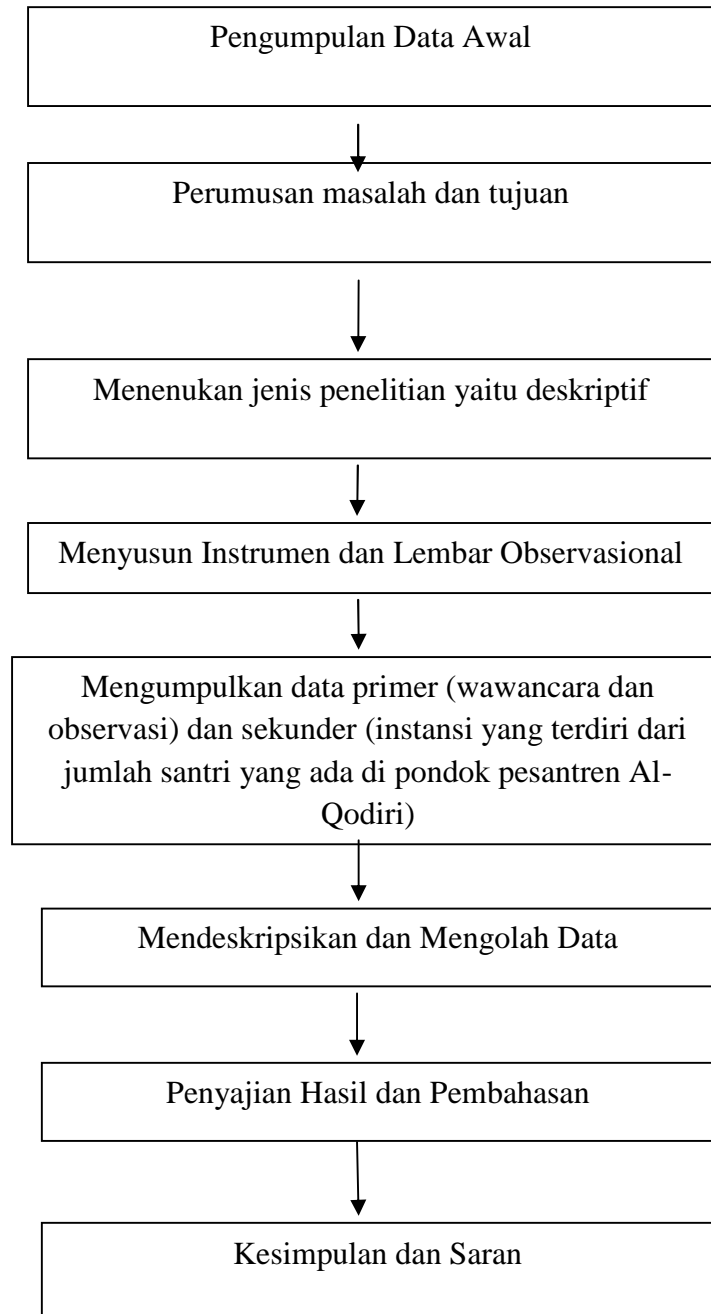 Pengumpulan Data Awal
Perumusan masalah dan tujuan
Menenukan jenis penelitian yaitu deskriptif
Menyusun Instrumen dan Lembar Observasional
Mengumpulkan data primer (wawancara dan
observasi) dan sekunder (instansi yang terdiri dari
jumlah santri yang ada di pondok pesantren Al-
Qodiri)
Mendeskripsikan dan Mengolah Data
Penyajian Hasil dan Pembahasan
Kesimpulan dan Saran